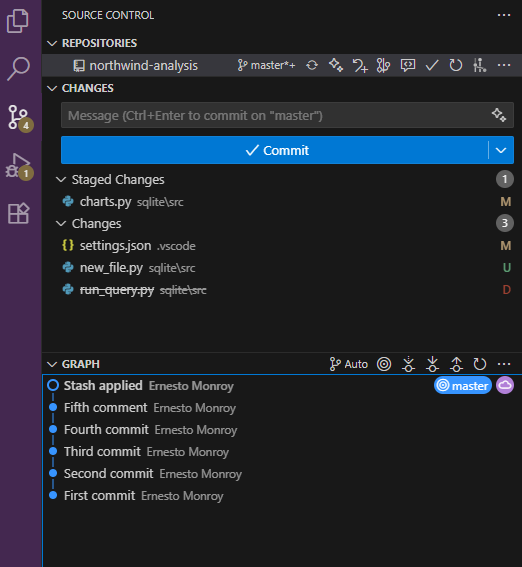 SOURCE CONTROL
REPOSITORIES
northwind-analysis master*+
CHANGES
Message (Ctrl+Enter to commit on "master")
Commit
Staged Changes 1
charts.py sqlite\src M
Changes 3
{} settings.json .vscode M
new_file.py sqlite\src U
run_query.py sqlite\src D
4
1
GRAPH Auto
Stash applied Ernesto Monroy master
Fifth comment Ernesto Monroy
Fourth commit Ernesto Monroy
Third commit Ernesto Monroy
Second commit Ernesto Monroy
First commit Ernesto Monroy